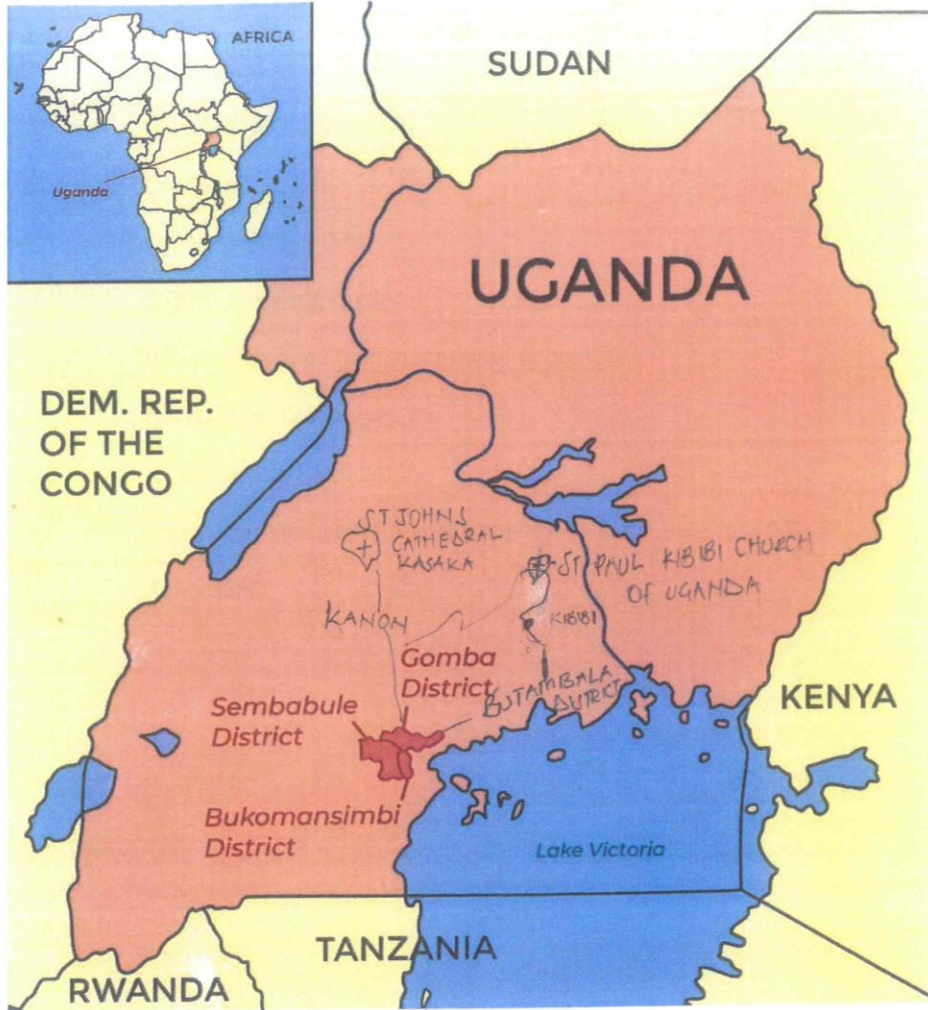 AFRICA
Uganda
SUDAN
UGANDA
DEM. REP.
OF THE
CONGO
ST JOHNS
CATHEDRAL
KASAKA
ST PAUL KIBIBI CHURCH
OF UGANDA
KANON
KIBIBI
Gomba
District
BUTAMBALA
DISTRICT
Sembabule
District
KENYA
Bukomansimbi
District
Lake Victoria
TANZANIA
RWANDA